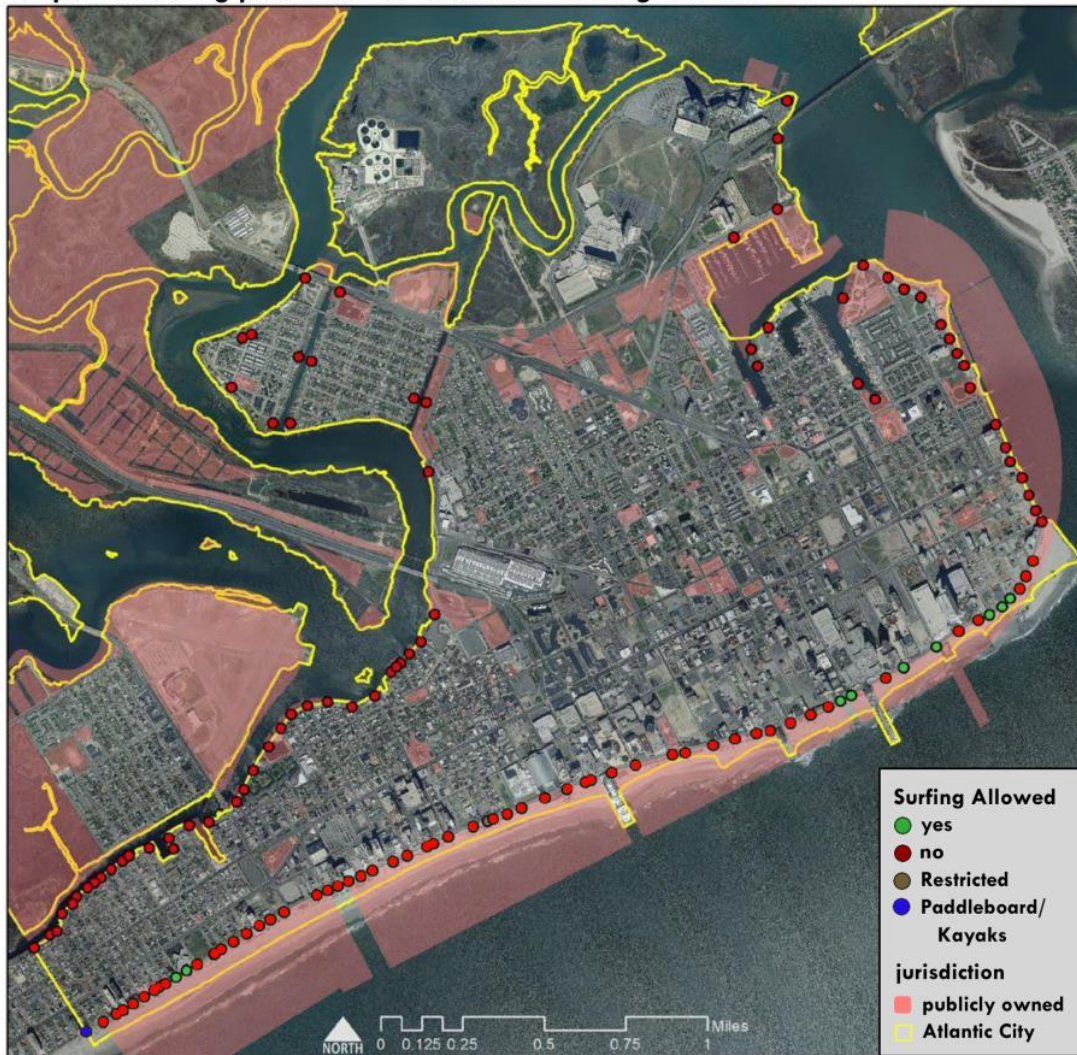 Surfing Allowed
yes
no
Restricted
Paddleboard/
Kayaks
jurisdiction
publicly owned
Atlantic City
NORTH
0 0.125 0.25 0.5 0.75 1 Miles